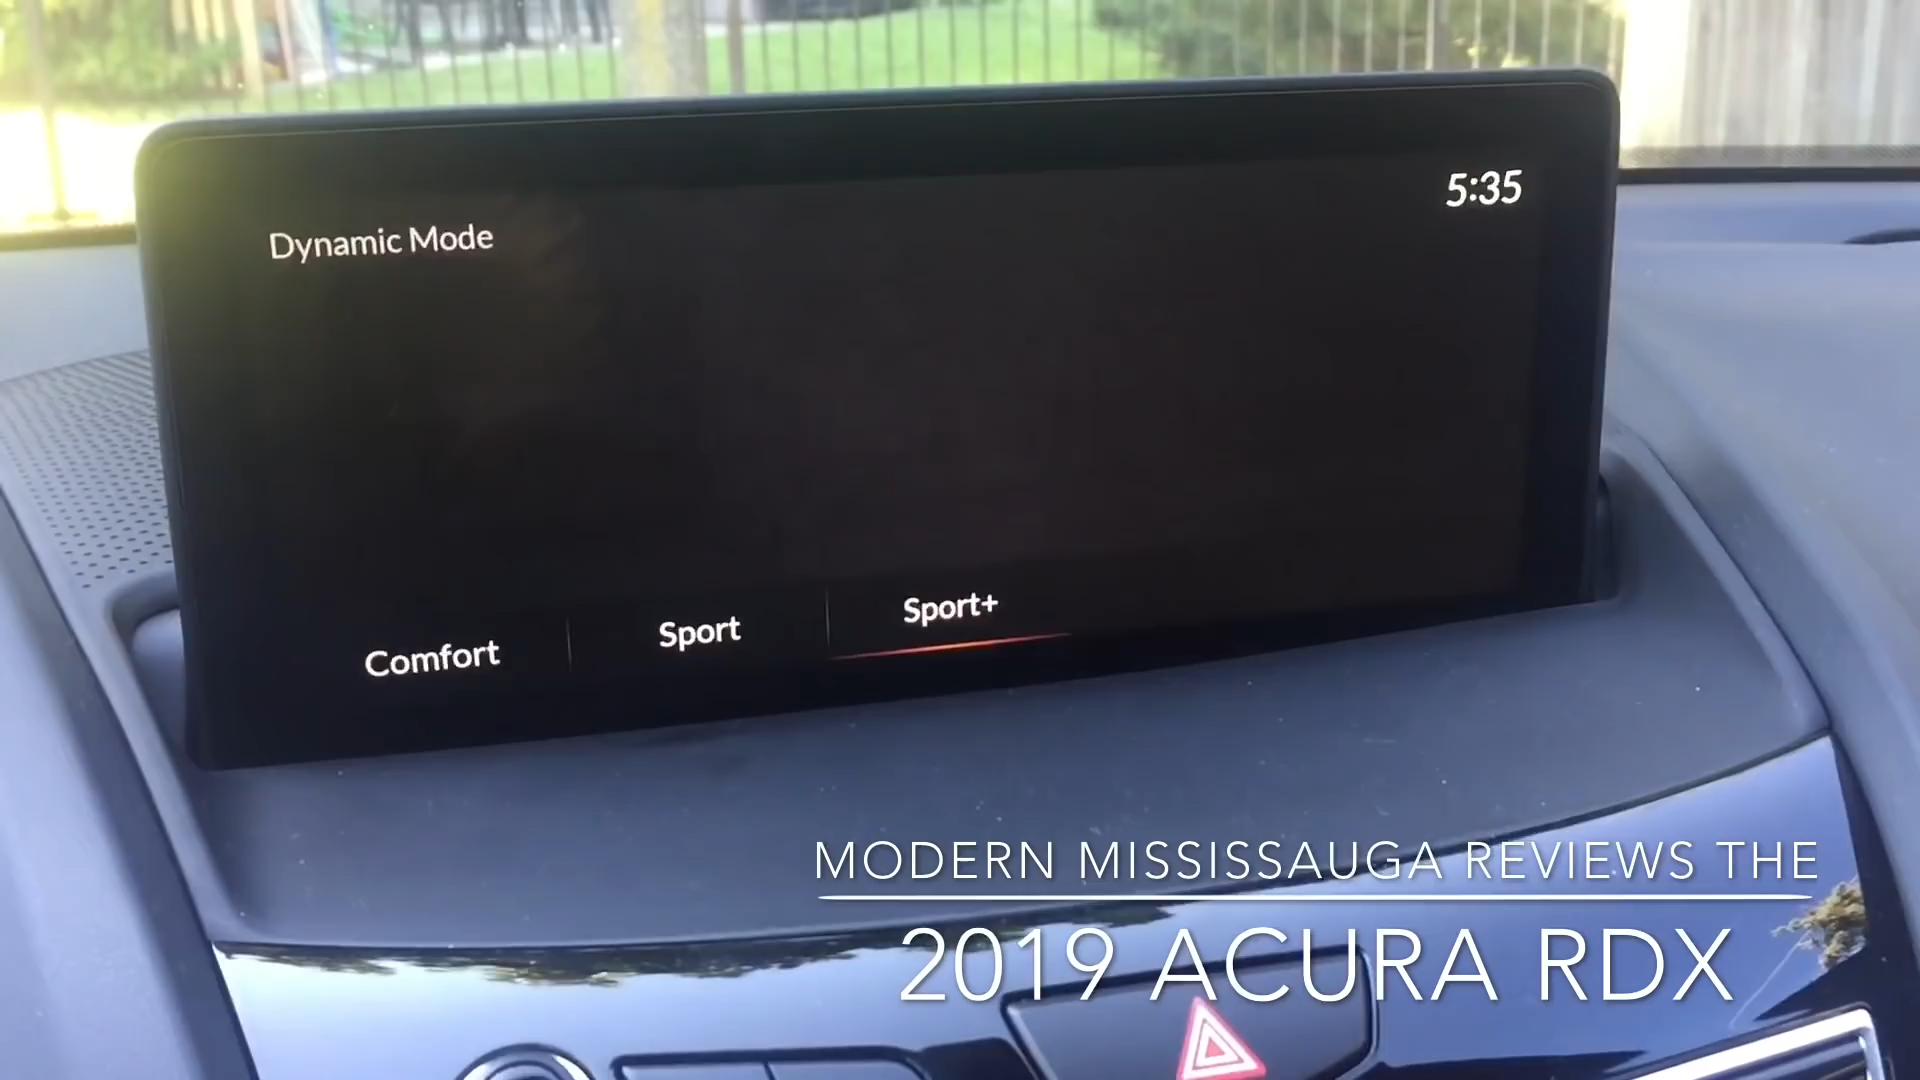 5:35
Dynamic Mode
Comfort Sport Sport+
MODERN MISSISSAUGA REVIEWS THE
2019 ACURA RDX